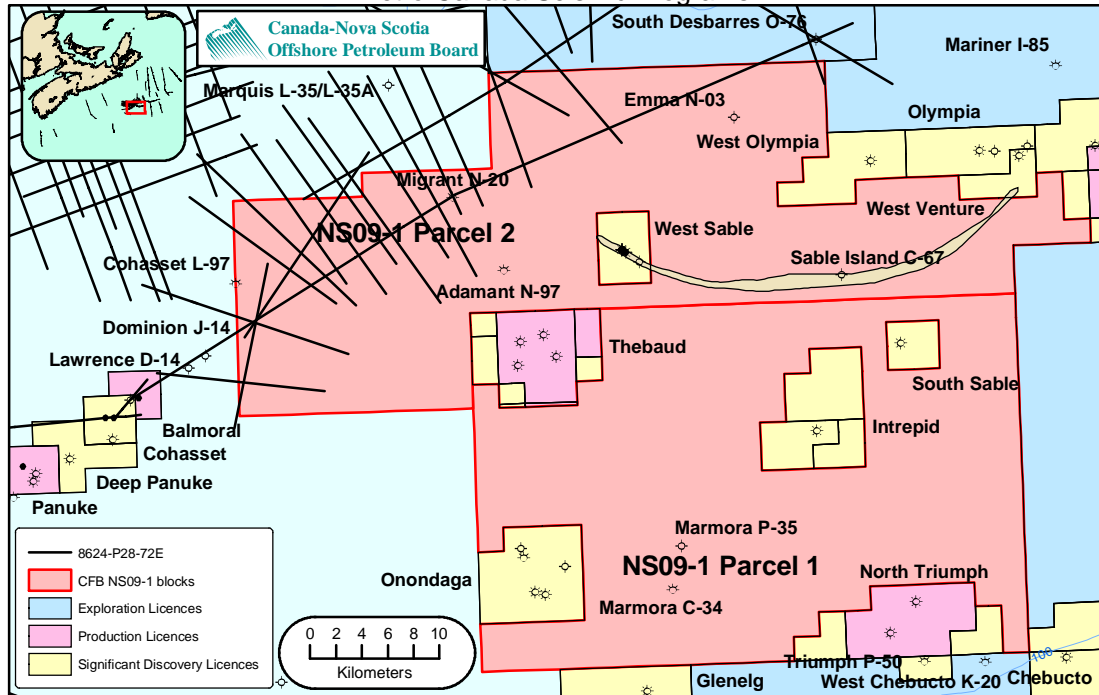 Canada-Nova Scotia
Offshore Petroleum Board
South Desbarres O-76
Mariner I-85
Marquis L-35/L-35A
Emma N-03
Olympia
West Olympia
Migrant N-20
West Venture
NS09-1 Parcel 2
West Sable
Sable Island C-67
Cohasset L-97
Adamant N-97
Dominion J-14
Thebaud
Lawrence D-14
South Sable
Balmoral
Intrepid
Cohasset
Deep Panuke
Panuke
Marmora P-35
NS09-1 Parcel 1
North Triumph
Onondaga
Marmora C-34
8624-P28-72E
CFB NS09-1 blocks
Exploration Licences
Production Licences
Significant Discovery Licences
0 2 4 6 8 10
Kilometers
Triumph P-50
100
Glenelg
West Chebucto K-20
Chebucto